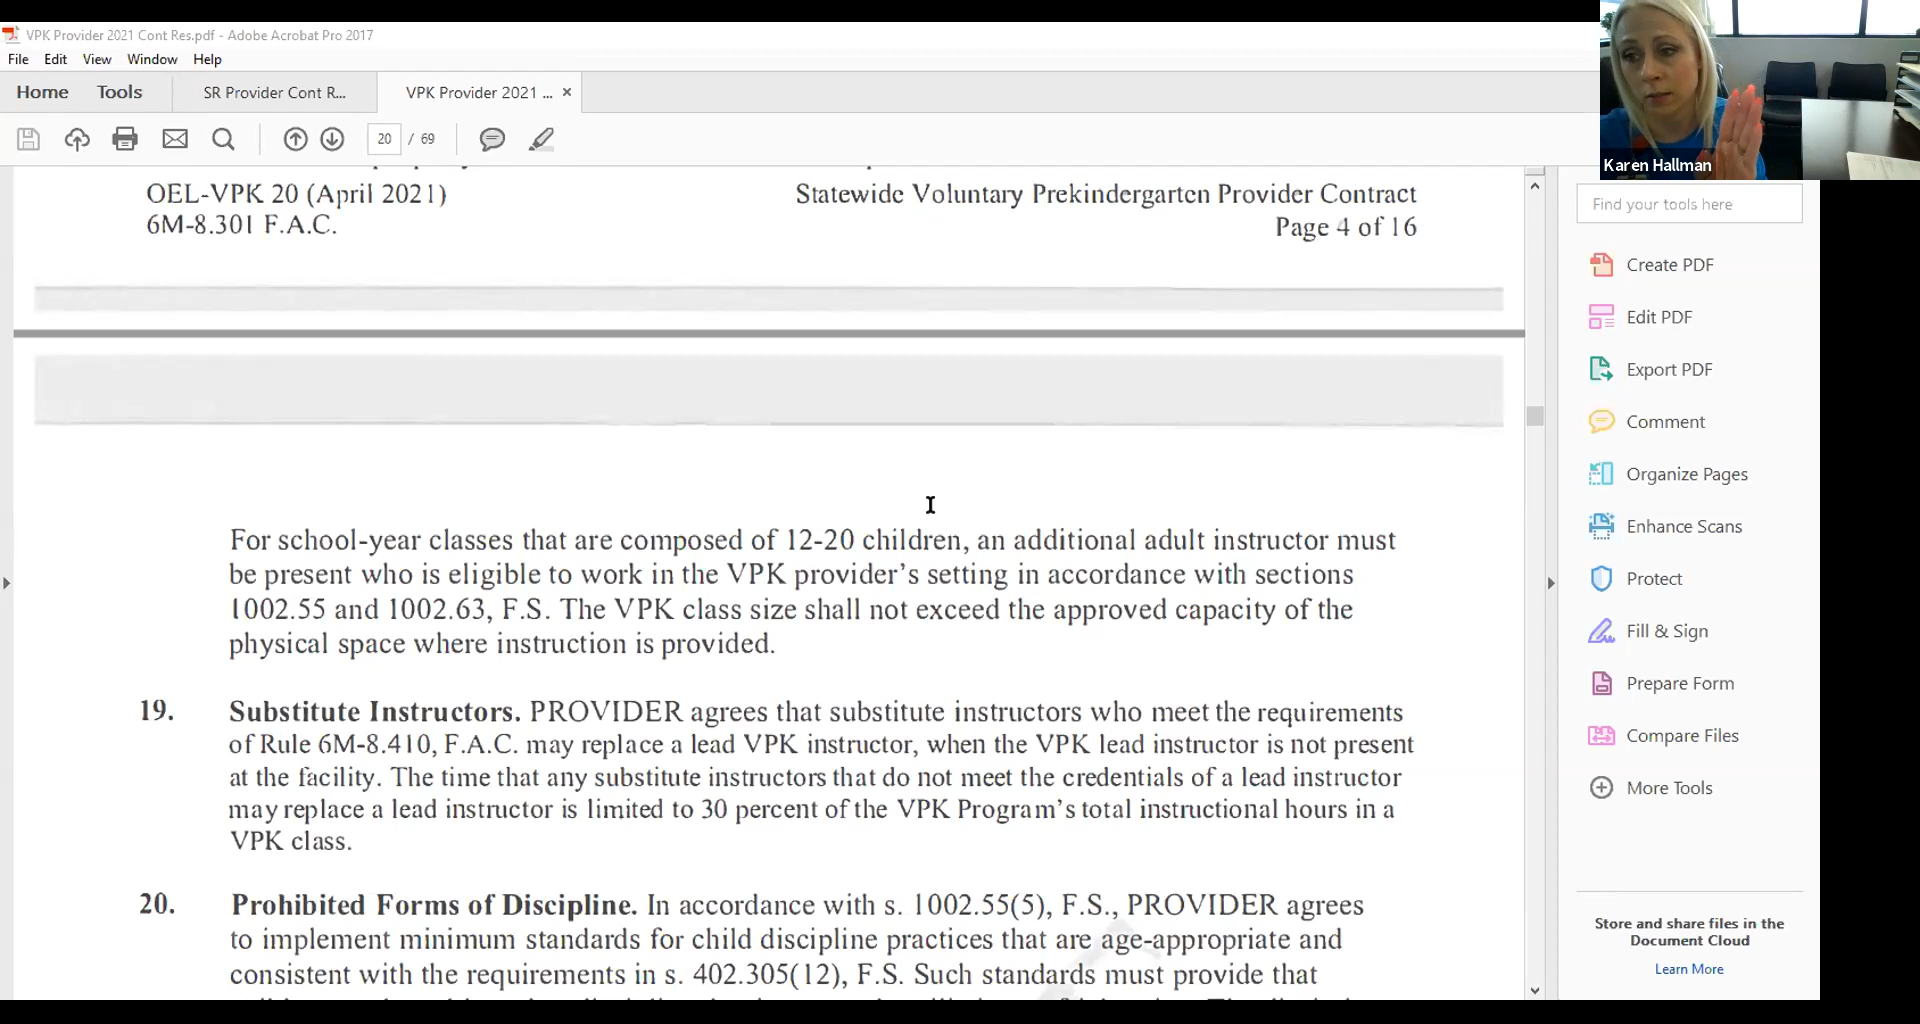 VPK Provider 2021 Cont Res.pdf - Adobe Acrobat Pro 2017
File Edit View Window Help
Home Tools SR Provider Cont R... VPK Provider 2021 ... ×
20 / 69
Karen Hallman
OEL-VPK 20 (April 2021) Statewide Voluntary Prekindergarten Provider Contract
6M-8.301 F.A.C. Page 4 of 16
For school-year classes that are composed of 12-20 children, an additional adult instructor must
be present who is eligible to work in the VPK provider's setting in accordance with sections
1002.55 and 1002.63, F.S. The VPK class size shall not exceed the approved capacity of the
physical space where instruction is provided.
19. Substitute Instructors. PROVIDER agrees that substitute instructors who meet the requirements
of Rule 6M-8.410, F.A.C. may replace a lead VPK instructor, when the VPK lead instructor is not present
at the facility. The time that any substitute instructors that do not meet the credentials of a lead instructor
may replace a lead instructor is limited to 30 percent of the VPK Program's total instructional hours in a
VPK class.
20. Prohibited Forms of Discipline. In accordance with s. 1002.55(5), F.S., PROVIDER agrees
to implement minimum standards for child discipline practices that are age-appropriate and
consistent with the requirements in s. 402.305(12), F.S. Such standards must provide that
Find your tools here
Create PDF
Edit PDF
Export PDF
Comment
Organize Pages
Enhance Scans
Protect
Fill & Sign
Prepare Form
Compare Files
More Tools
Store and share files in the
Document Cloud
Learn More